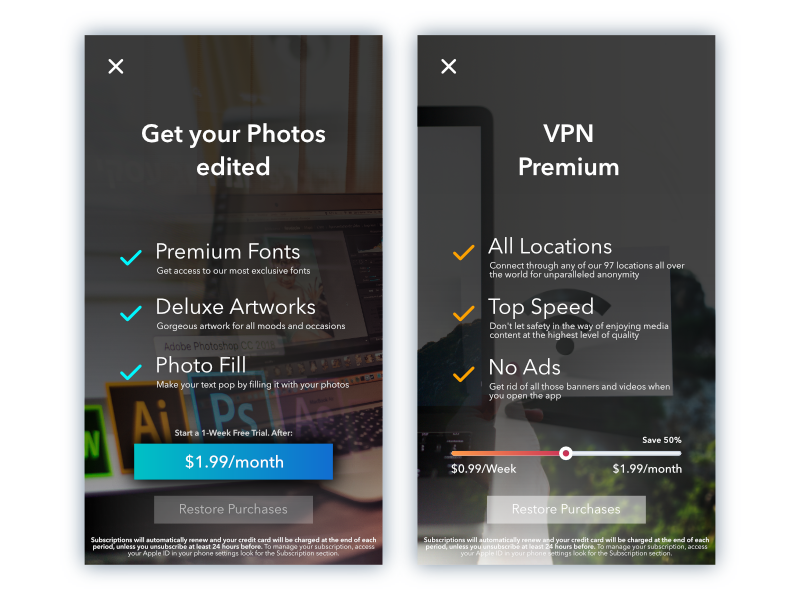 Get your Photos
edited
Premium Fonts
Get access to our most exclusive fonts
Deluxe Artworks
Gorgeous artwork for all moods and occasions
Adobe Photoshop CC 2018
Photo Fill
Make your text pop by filling it with your photos
Ai
Ps
Start a 1-Week Free Trial. After:
$1.99/month
Restore Purchases
Subscriptions will automatically renew and your credit card will be charged at the end of each
period, unless you unsubscribe at least 24 hours before. To manage your subscription, access
your Apple ID in your phone settings look for the Subscription section.
VPN
Premium
All Locations
Connect through any of our 97 locations all over
the world for unparalleled anonymity
Top Speed
Don't let safety in the way of enjoying media
content at the highest level of quality
No Ads
Get rid of all those banners and videos when
you open the app
Save 50%
$0.99/Week
$1.99/month
Restore Purchases
Subscriptions will automatically renew and your credit card will be charged at the end of each
period, unless you unsubscribe at least 24 hours before. To manage your subscription, access
your Apple ID in your phone settings look for the Subscription section.